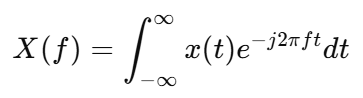 X(f) = ∫_{-∞}^{∞} x(t)e^{-j2πft}dt